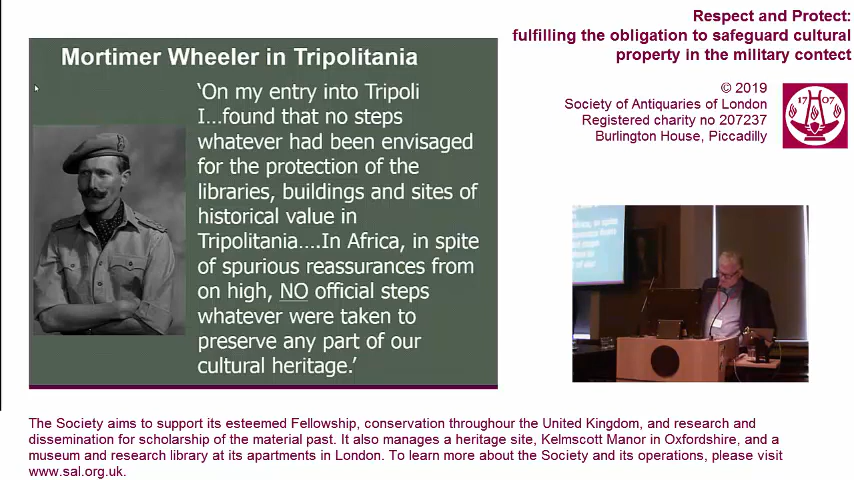 Respect and Protect:
fulfilling the obligation to safeguard cultural
property in the military contect
© 2019
Society of Antiquaries of London
Registered charity no 207237
Burlington House, Piccadilly
17 07
Mortimer Wheeler in Tripolitania
‘On my entry into Tripoli
I…found that no steps
whatever had been envisaged
for the protection of the
libraries, buildings and sites of
historical value in
Tripolitania….In Africa, in spite
of spurious reassurances from
on high, NO official steps
whatever were taken to
preserve any part of our
cultural heritage.’
The Society aims to support its esteemed Fellowship, conservation throughour the United Kingdom, and research and
dissemination for scholarship of the material past. It also manages a heritage site, Kelmscott Manor in Oxfordshire, and a
museum and research library at its apartments in London. To learn more about the Society and its operations, please visit
www.sal.org.uk.